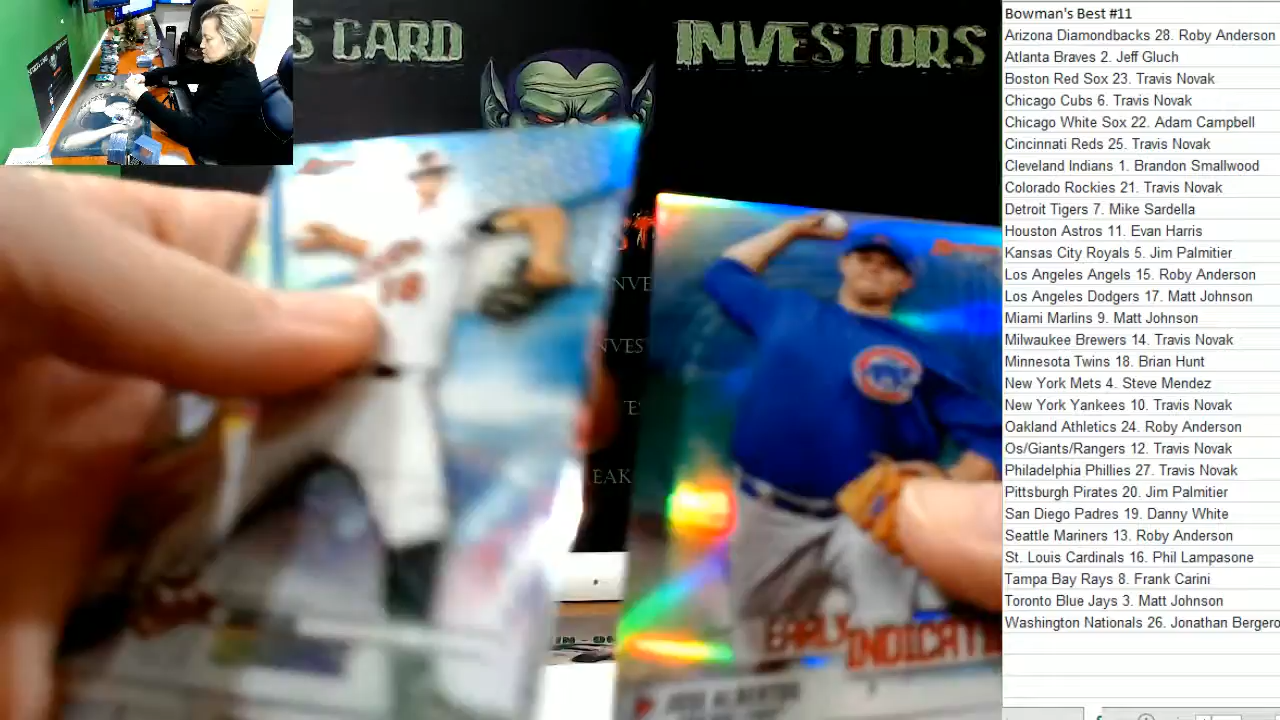 S CARD INVESTORS
Bowman's Best #11
Arizona Diamondbacks 28. Roby Anderson
Atlanta Braves 2. Jeff Gluch
Boston Red Sox 23. Travis Novak
Chicago Cubs 6. Travis Novak
Chicago White Sox 22. Adam Campbell
Cincinnati Reds 25. Travis Novak
Cleveland Indians 1. Brandon Smallwood
Colorado Rockies 21. Travis Novak
Detroit Tigers 7. Mike Sardella
Houston Astros 11. Evan Harris
Kansas City Royals 5. Jim Palmitier
Los Angeles Angels 15. Roby Anderson
Los Angeles Dodgers 17. Matt Johnson
Miami Marlins 9. Matt Johnson
Milwaukee Brewers 14. Travis Novak
Minnesota Twins 18. Brian Hunt
New York Mets 4. Steve Mendez
New York Yankees 10. Travis Novak
Oakland Athletics 24. Roby Anderson
Os/Giants/Rangers 12. Travis Novak
Philadelphia Phillies 27. Travis Novak
Pittsburgh Pirates 20. Jim Palmitier
San Diego Padres 19. Danny White
Seattle Mariners 13. Roby Anderson
St. Louis Cardinals 16. Phil Lampasone
Tampa Bay Rays 8. Frank Carini
Toronto Blue Jays 3. Matt Johnson
Washington Nationals 26. Jonathan Bergero
EARLY INDICATI